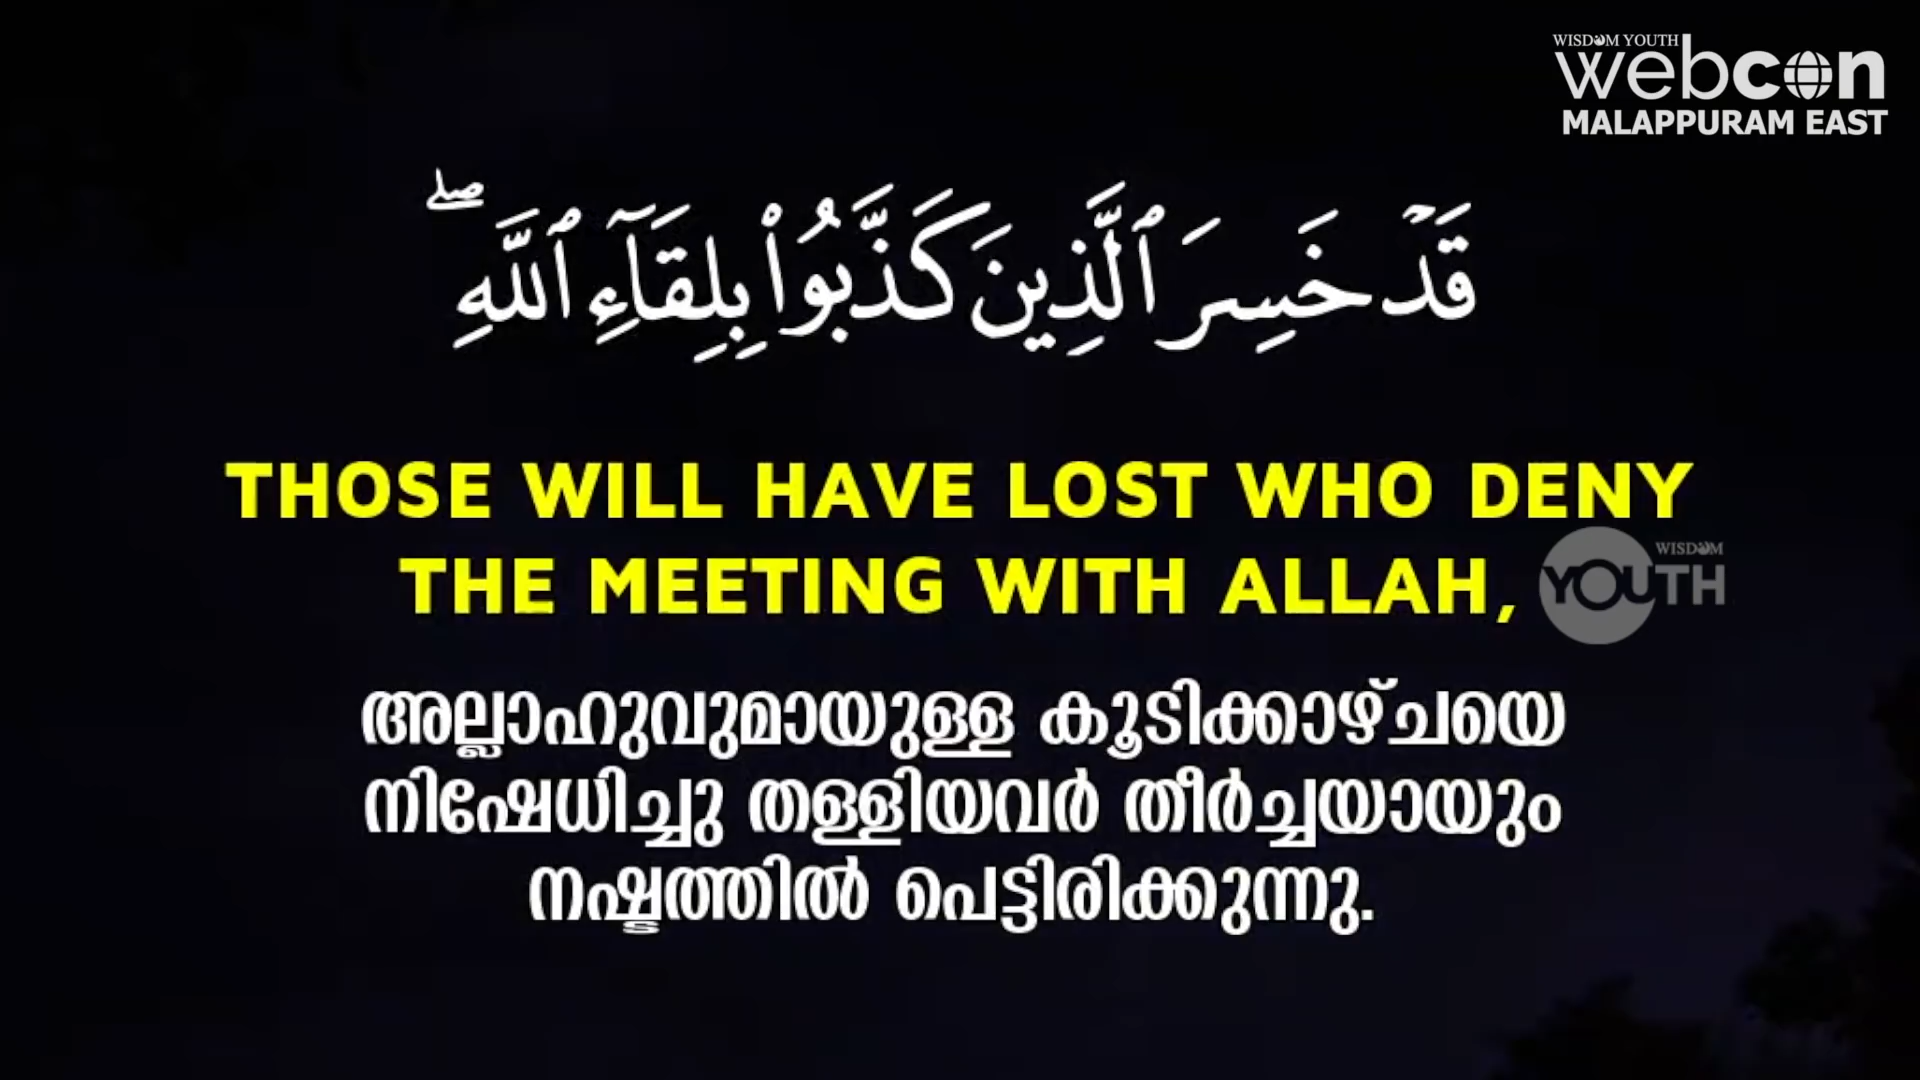 WISDOM YOUTH
webcon
MALAPPURAM EAST
قَدۡ خَسِرَ ٱلَّذِينَ كَذَّبُواْ بِلِقَآءِ ٱللَّهِۖ
THOSE WILL HAVE LOST WHO DENY
THE MEETING WITH ALLAH,
WISDOM
YOUTH
അല്ലാഹുവുമായുള്ള കൂടിക്കാഴ്ചയെ
നിഷേധിച്ചു തള്ളിയവർ തീർച്ചയായും
നഷ്ടത്തിൽ പെട്ടിരിക്കുന്നു.